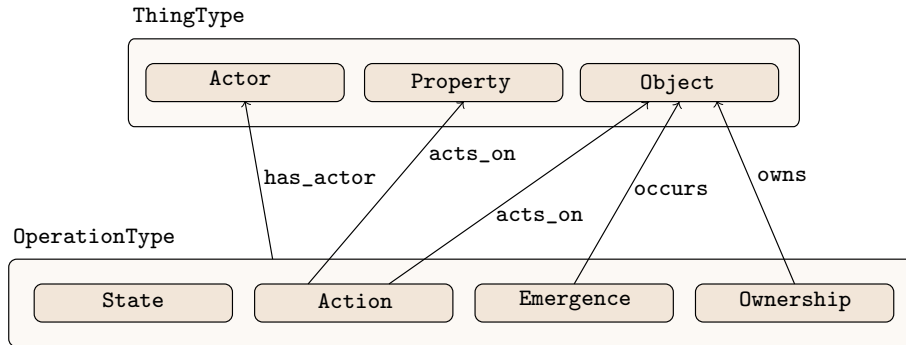 ThingType
Actor Property Object
acts_on
has_actor occurs owns
acts_on
OperationType
State Action Emergence Ownership